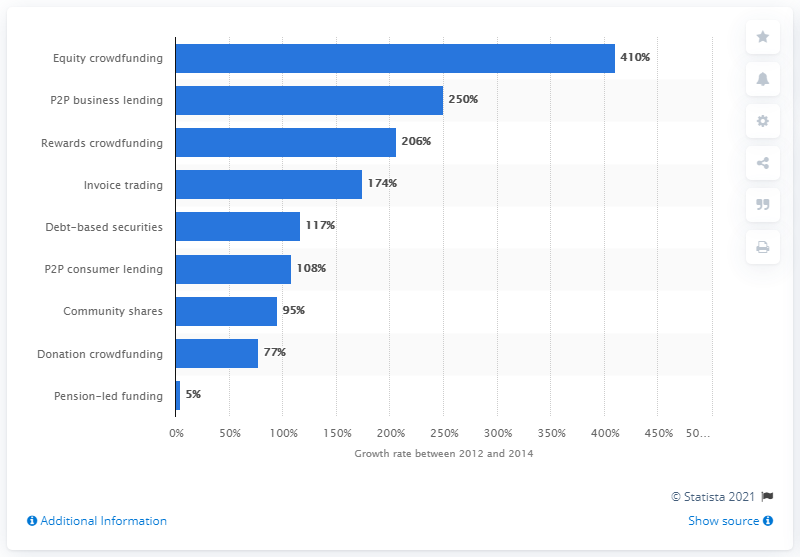 Equity crowdfunding 410%
P2P business lending 250%
Rewards crowdfunding 206%
Invoice trading 174%
Debt-based securities 117%
P2P consumer lending 108%
Community shares 95%
Donation crowdfunding 77%
Pension-led funding 5%
0% 50% 100% 150% 200% 250% 300% 350% 400% 450% 50...
Growth rate between 2012 and 2014
© Statista 2021
Additional Information Show source